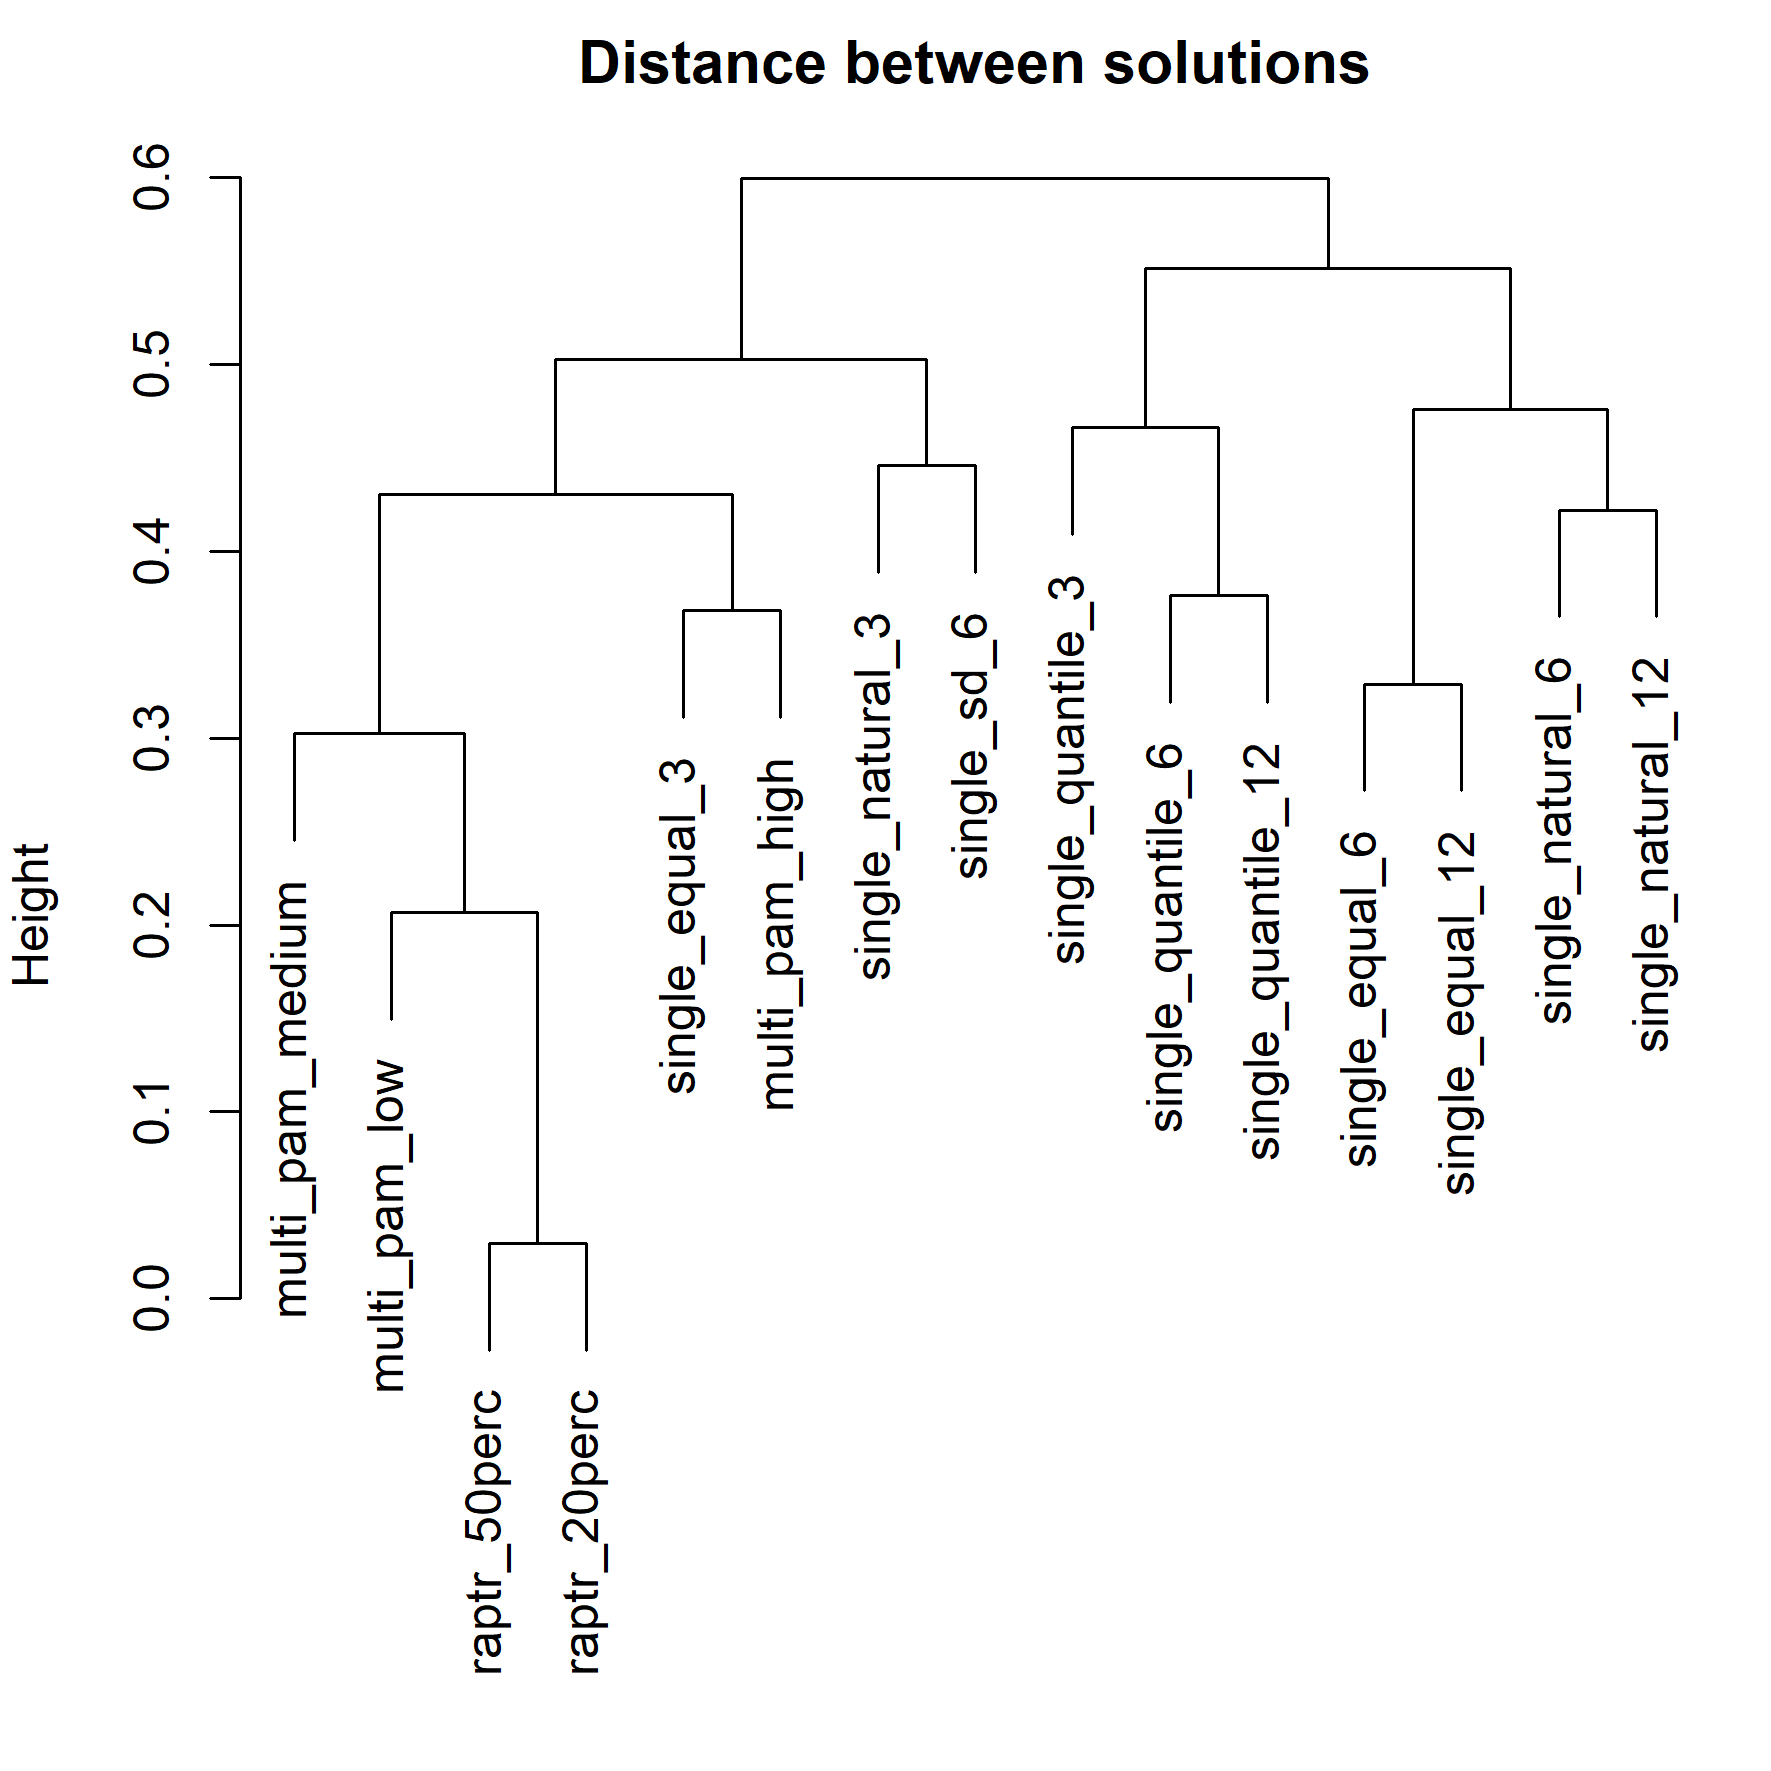 Distance between solutions
Height
0.6
0.5
0.4
0.3
0.2
0.1
0.0
multi_pam_medium
multi_pam_low
raptr_50perc
raptr_20perc
single_equal_3
multi_pam_high
single_natural_3
single_sd_6
single_quantile_3
single_quantile_6
single_quantile_12
single_equal_6
single_equal_12
single_natural_6
single_natural_12